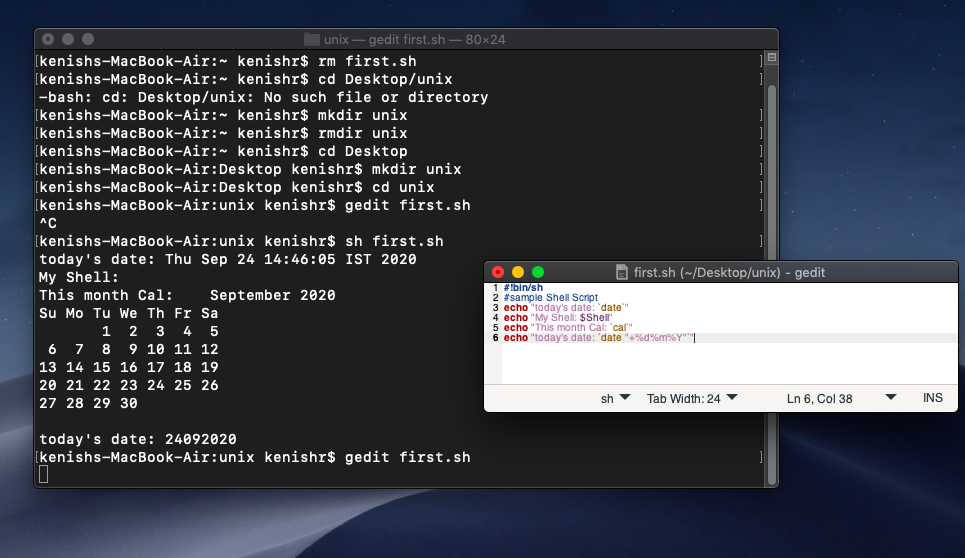 unix — gedit first.sh — 80×24
[kenishs-MacBook-Air:~ kenishr$ rm first.sh ]
[kenishs-MacBook-Air:~ kenishr$ cd Desktop/unix ]
-bash: cd: Desktop/unix: No such file or directory
[kenishs-MacBook-Air:~ kenishr$ mkdir unix ]
[kenishs-MacBook-Air:~ kenishr$ rmdir unix ]
[kenishs-MacBook-Air:~ kenishr$ cd Desktop ]
[kenishs-MacBook-Air:Desktop kenishr$ mkdir unix ]
[kenishs-MacBook-Air:Desktop kenishr$ cd unix ]
[kenishs-MacBook-Air:unix kenishr$ gedit first.sh ]
^C
[kenishs-MacBook-Air:unix kenishr$ sh first.sh ]
today's date: Thu Sep 24 14:46:05 IST 2020
My Shell:
This month Cal:    September 2020
Su Mo Tu We Th Fr Sa
       1  2  3  4  5
 6  7  8  9 10 11 12
13 14 15 16 17 18 19
20 21 22 23 24 25 26
27 28 29 30
today's date: 24092020
[kenishs-MacBook-Air:unix kenishr$ gedit first.sh ]
first.sh (~/Desktop/unix) - gedit
1 #!bin/sh
2 #sample Shell Script
3 echo "today's date: `date`"
4 echo "My Shell: $Shell"
5 echo "This month Cal: `cal`"
6 echo "today's date: `date "+%d%m%Y"`"
sh Tab Width: 24 Ln 6, Col 38 INS